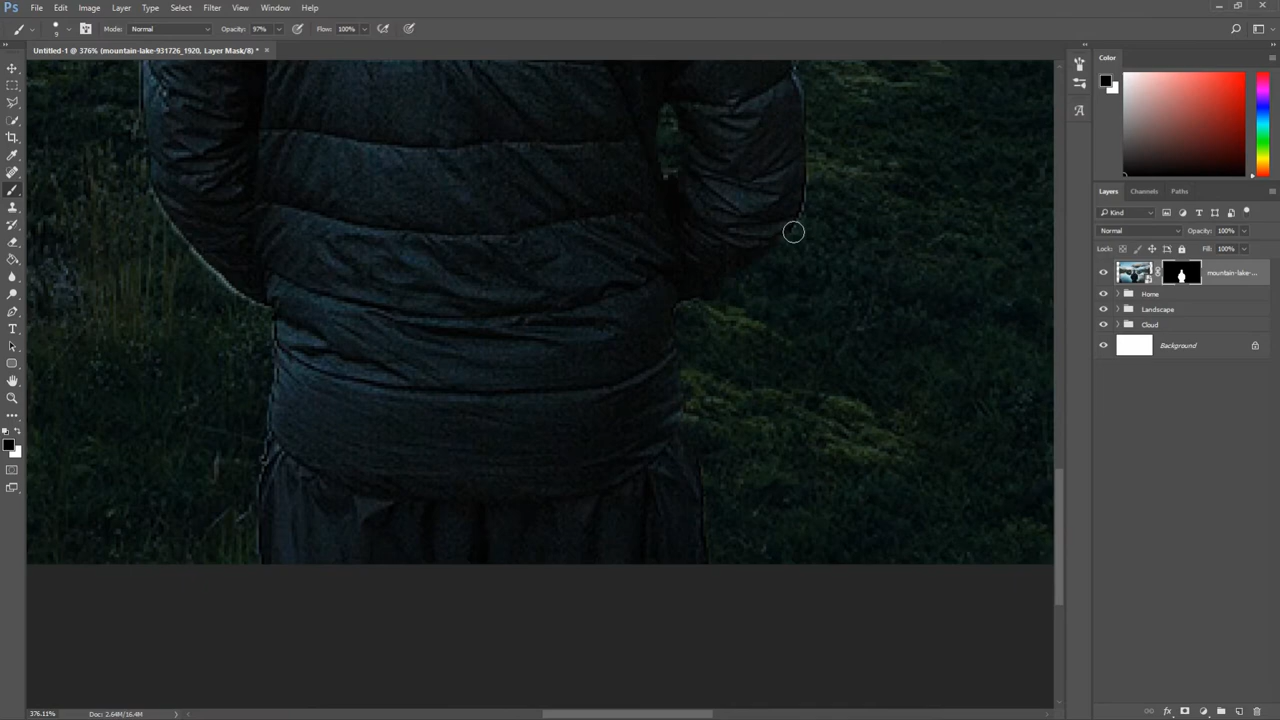 Ps File Edit Image Layer Type Select Filter View Window Help
9 Mode: Normal Opacity: 97% Flow: 100%
Untitled-1 @ 376% (mountain-lake-931726_1920, Layer Mask/8) * ×
Color
Layers Channels Paths
Kind
Normal Opacity: 100%
Lock: Fill: 100%
mountain-lake-...
Home
Landscape
Cloud
Background
376.11% Doc: 2.64M/16.4M